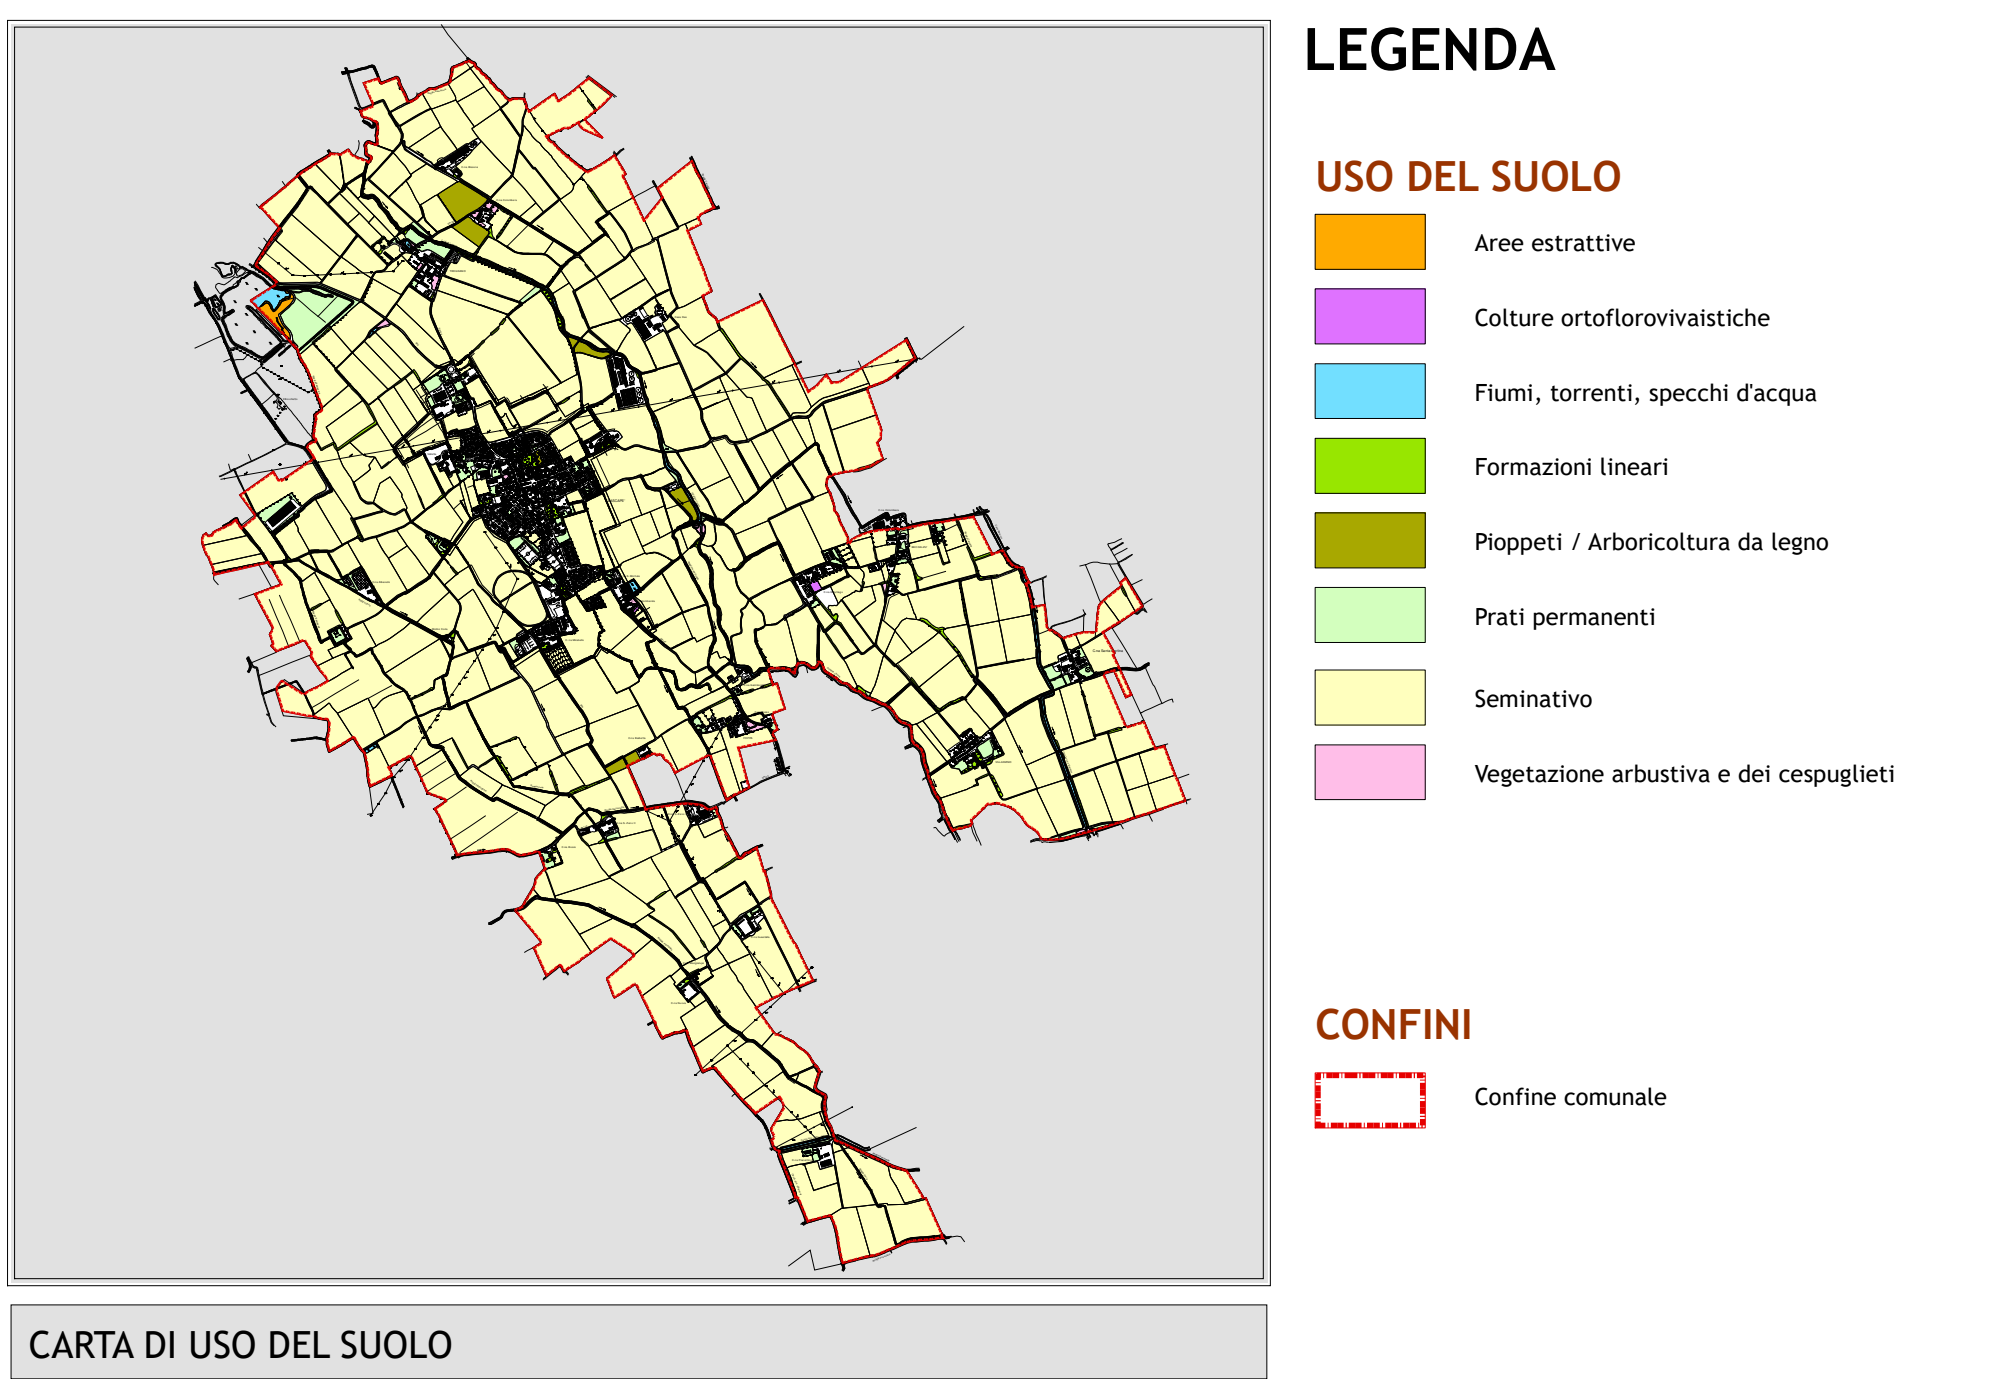 LEGENDA
USO DEL SUOLO
Aree estrattive
Colture ortoflorovivaistiche
Fiumi, torrenti, specchi d'acqua
Formazioni lineari
Pioppeti / Arboricoltura da legno
Prati permanenti
Seminativo
Vegetazione arbustiva e dei cespuglieti
CONFINI
Confine comunale
CARTA DI USO DEL SUOLO